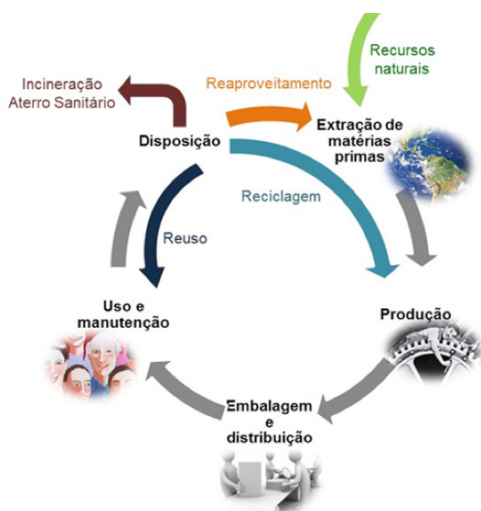 Recursos
naturais
Incineração
Aterro Sanitário
Reaproveitamento
Disposição
Extração de
matérias
primas
Reciclagem
Reuso
Uso e
manutenção
Produção
Embalagem
e
distribuição